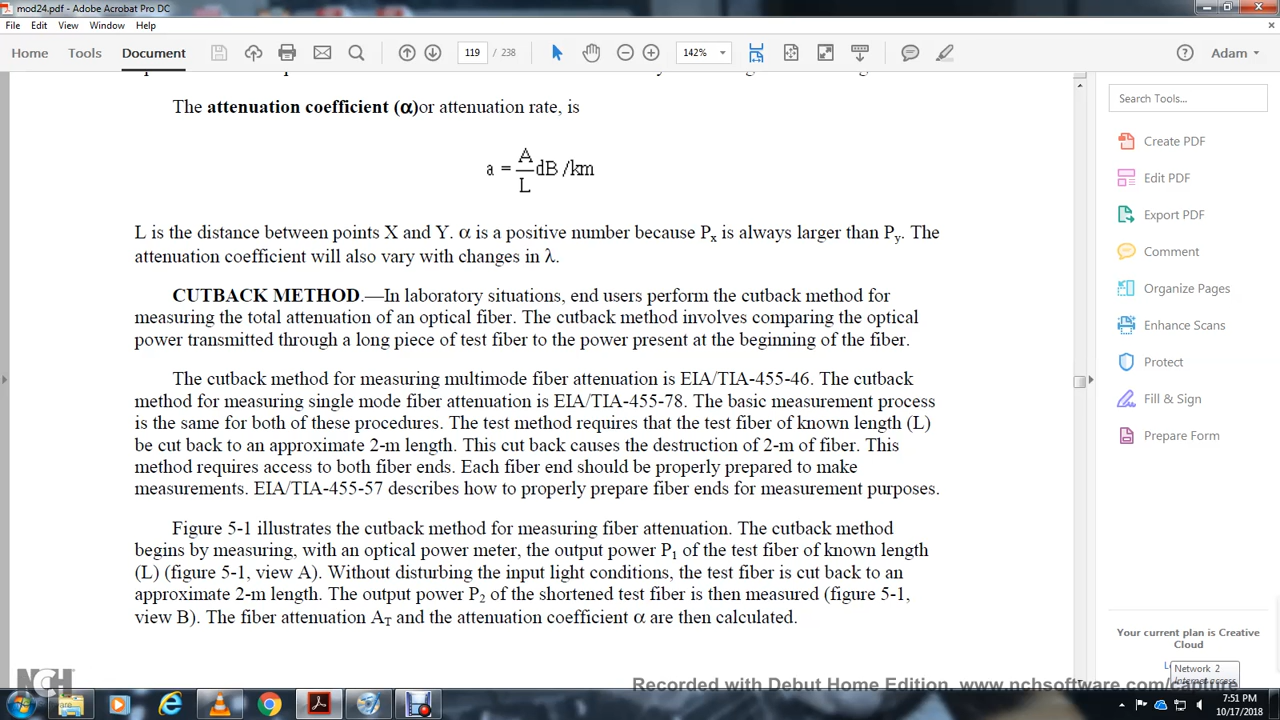 mod24.pdf - Adobe Acrobat Pro DC
File Edit View Window Help
Home Tools Document 119 / 238 142% Adam
The attenuation coefficient (α)or attenuation rate, is
a = A/L dB/km
L is the distance between points X and Y. α is a positive number because Px is always larger than Py. The
attenuation coefficient will also vary with changes in λ.
CUTBACK METHOD.—In laboratory situations, end users perform the cutback method for
measuring the total attenuation of an optical fiber. The cutback method involves comparing the optical
power transmitted through a long piece of test fiber to the power present at the beginning of the fiber.
The cutback method for measuring multimode fiber attenuation is EIA/TIA-455-46. The cutback
method for measuring single mode fiber attenuation is EIA/TIA-455-78. The basic measurement process
is the same for both of these procedures. The test method requires that the test fiber of known length (L)
be cut back to an approximate 2-m length. This cut back causes the destruction of 2-m of fiber. This
method requires access to both fiber ends. Each fiber end should be properly prepared to make
measurements. EIA/TIA-455-57 describes how to properly prepare fiber ends for measurement purposes.
Figure 5-1 illustrates the cutback method for measuring fiber attenuation. The cutback method
begins by measuring, with an optical power meter, the output power P1 of the test fiber of known length
(L) (figure 5-1, view A). Without disturbing the input light conditions, the test fiber is cut back to an
approximate 2-m length. The output power P2 of the shortened test fiber is then measured (figure 5-1,
view B). The fiber attenuation AT and the attenuation coefficient α are then calculated.
Search Tools...
Create PDF
Edit PDF
Export PDF
Comment
Organize Pages
Enhance Scans
Protect
Fill & Sign
Prepare Form
Your current plan is Creative
Cloud
Network 2
Internet access
NCH
Recorded with Debut Home Edition. www.nchsoftware.com/capture
7:51 PM
10/17/2018